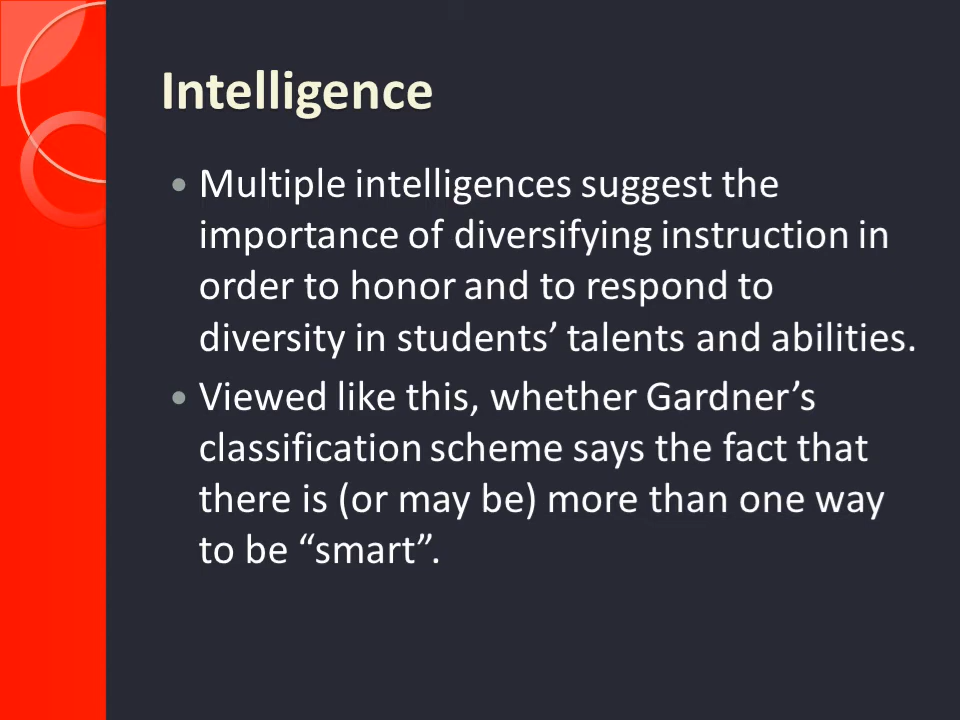 Intelligence
• Multiple intelligences suggest the
importance of diversifying instruction in
order to honor and to respond to
diversity in students’ talents and abilities.
• Viewed like this, whether Gardner’s
classification scheme says the fact that
there is (or may be) more than one way
to be “smart”.